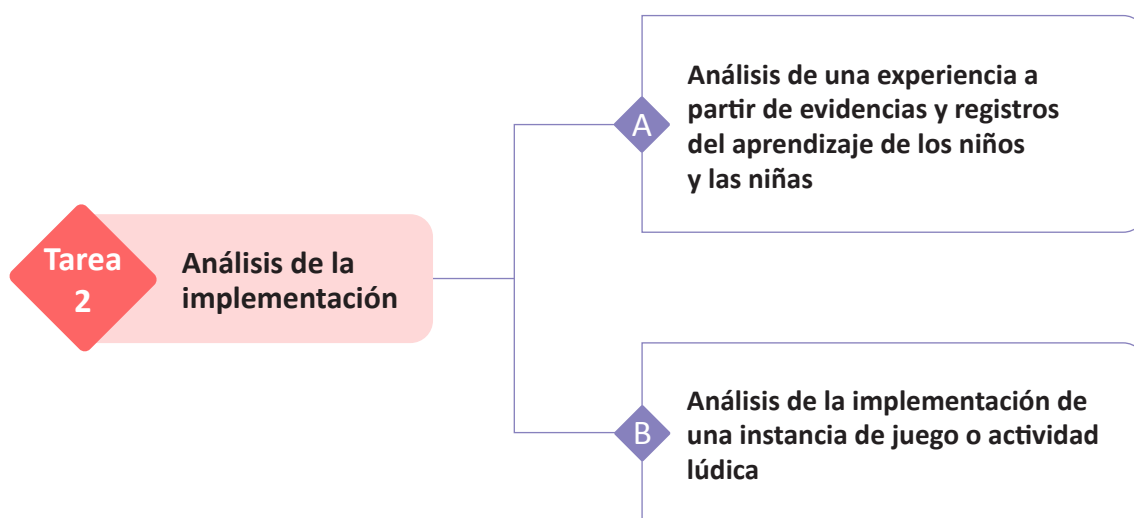 Tarea
2
Análisis de la
implementación
A
Análisis de una experiencia a
partir de evidencias y registros
del aprendizaje de los niños
y las niñas
B
Análisis de la implementación de
una instancia de juego o actividad
lúdica